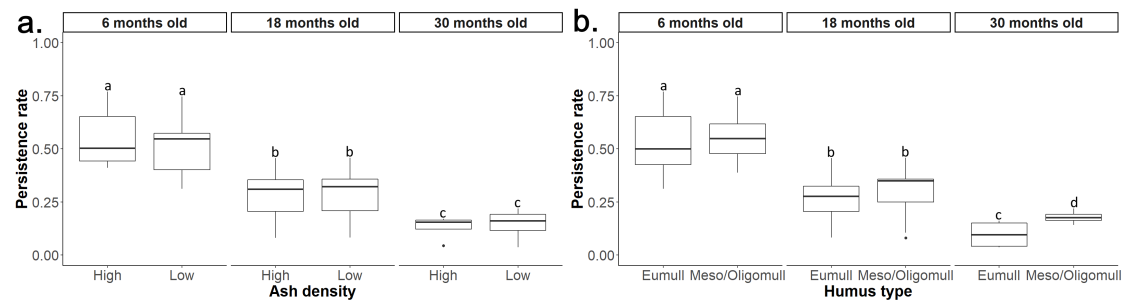 a.
6 months old 18 months old 30 months old
Persistence rate
1.00
0.75
0.50
0.25
0.00
a a b b c c
High Low High Low High Low
Ash density
b.
6 months old 18 months old 30 months old
Persistence rate
1.00
0.75
0.50
0.25
0.00
a a b b c d
Eumull Meso/Oligomull Eumull Meso/Oligomull Eumull Meso/Oligomull
Humus type